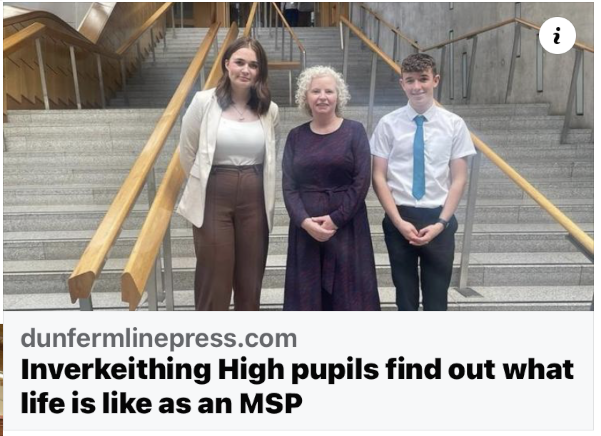 i
dunfermlinepress.com
Inverkeithing High pupils find out what
life is like as an MSP